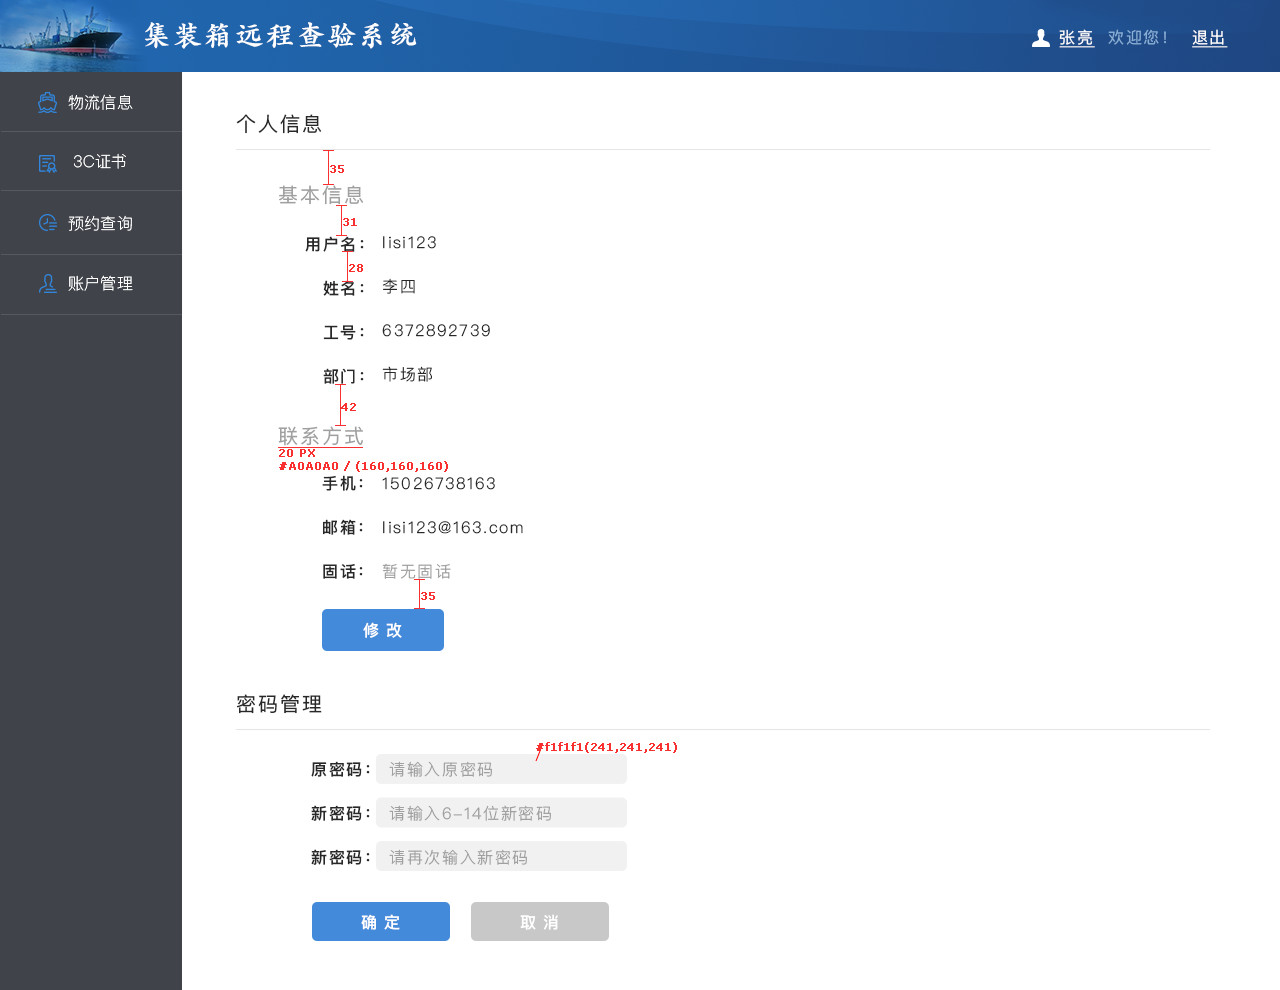 集装箱远程查验系统
张亮 欢迎您! 退出
物流信息
3C证书
预约查询
账户管理
个人信息
35
基本信息
31
用户名: lisi123
28
姓名: 李四
工号: 6372892739
部门: 市场部
42
联系方式
20 PX
#A0A0A0 / (160,160,160)
手机: 15026738163
邮箱: lisi123@163.com
固话: 暂无固话
35
修 改
密码管理
#f1f1f1(241,241,241)
原密码: 请输入原密码
新密码: 请输入6-14位新密码
新密码: 请再次输入新密码
确 定 取 消